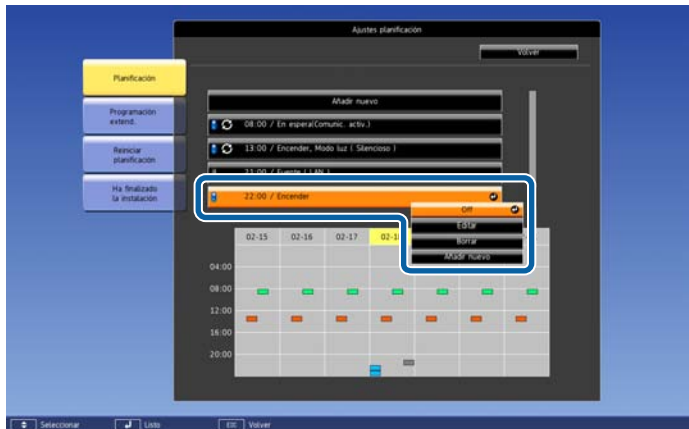 Ajustes planificación
Volver
Planificación
Programación
extend.
Reiniciar
planificación
Ha finalizado
la instalación
Añadir nuevo
08:00 / En espera(Comunic. activ.)
13:00 / Encender, Modo luz ( Silencioso )
21:00 / Fuente ( LAN )
22:00 / Encender
Off
Editar
Borrar
Añadir nuevo
02-15 02-16 02-17
04:00
08:00
12:00
16:00
20:00
Seleccionar
Listo
Esc
Volver